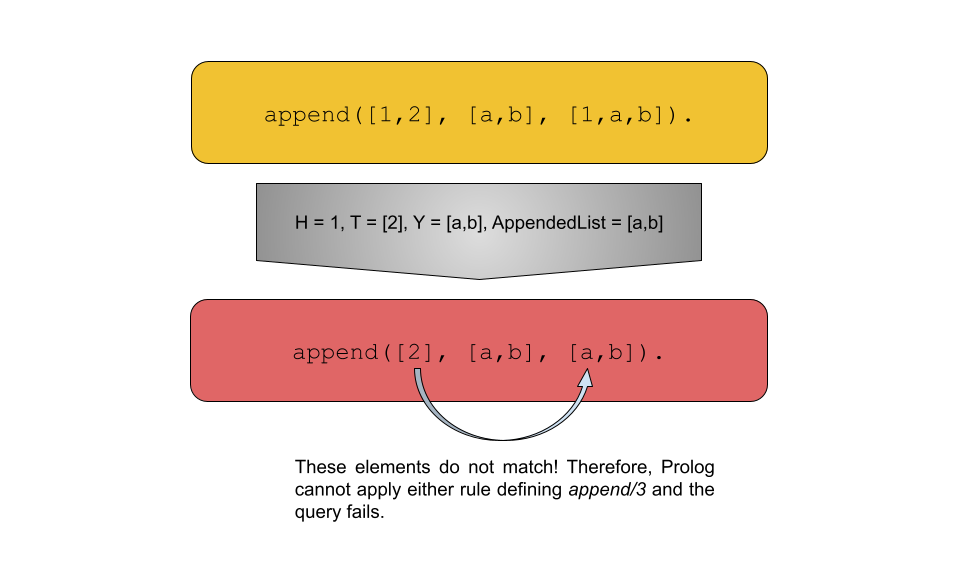 append([1,2], [a,b], [1,a,b]).
H = 1, T = [2], Y = [a,b], AppendedList = [a,b]
append([2], [a,b], [a,b]).
These elements do not match! Therefore, Prolog
cannot apply either rule defining append/3 and the
query fails.